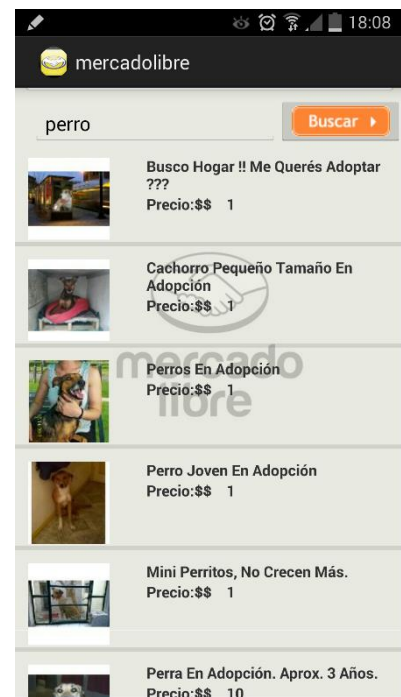 18:08
mercadolibre
perro
Buscar
Busco Hogar !! Me Querés Adoptar
???
Precio:$$ 1
Cachorro Pequeño Tamaño En
Adopción
Precio:$$ 1
mercado
libre
Perros En Adopción
Precio:$$ 1
Perro Joven En Adopción
Precio:$$ 1
Mini Perritos, No Crecen Más.
Precio:$$ 1
Perra En Adopción. Aprox. 3 Años.
Precio:$$ 10